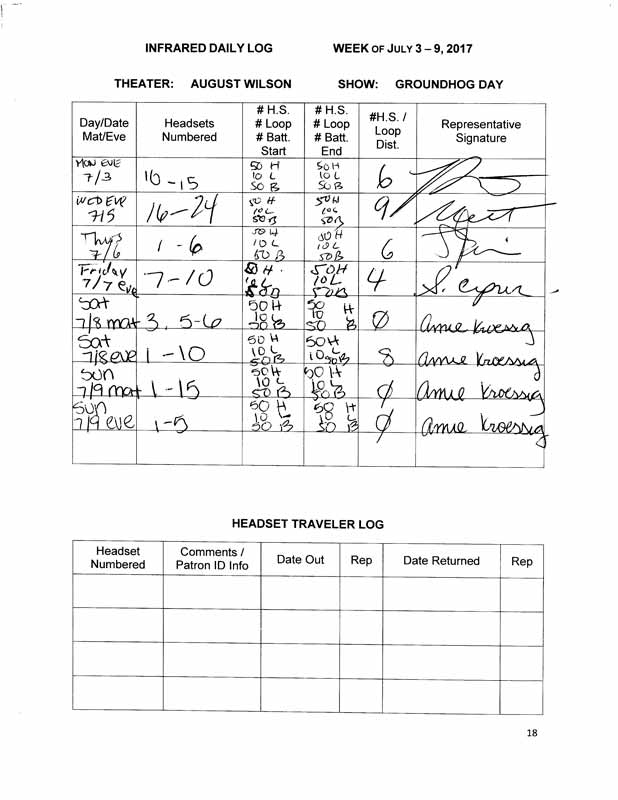 INFRARED DAILY LOG WEEK OF JULY 3 – 9, 2017
THEATER: AUGUST WILSON SHOW: GROUNDHOG DAY
Day/Date Mat/Eve Headsets Numbered # H.S. # Loop # Batt. Start # H.S. # Loop # Batt. End #H.S. / Loop Dist. Representative Signature
MON EVE 7/3 16 - 15 50 H 10 L 50 B 50 H 10 L 50 B 6
WED EVE 7/5 16 - 24 50 H 10 L 50 B 50 H 10 L 50 B 9
Thys 7/6 1 - 6 50 H 10 L 50 B 50 H 10 L 50 B 6
Friday 7/7 eve 7 - 10 50 H 10 L 50 B 50 H 10 L 50 B 4 S.
Sat 7/8 mat 3, 5-6 50 H 10 L 50 B 50 H 10 50 B Ø Amie Kroessig
Sat 7/8 eve 1 - 10 50 H 10 L 50 B 50 H 10 L 50 B 8 Amie Kroessig
Sun 7/9 mat 1 - 15 50 H 10 L 50 B 50 H 10 L 50 B Ø Amie Kroessig
Sun 7/9 eve 1 - 5 50 H 10 L 50 B 50 H 10 L 50 B Ø Amie Kroessig
HEADSET TRAVELER LOG
Headset Numbered Comments / Patron ID Info Date Out Rep Date Returned Rep
18